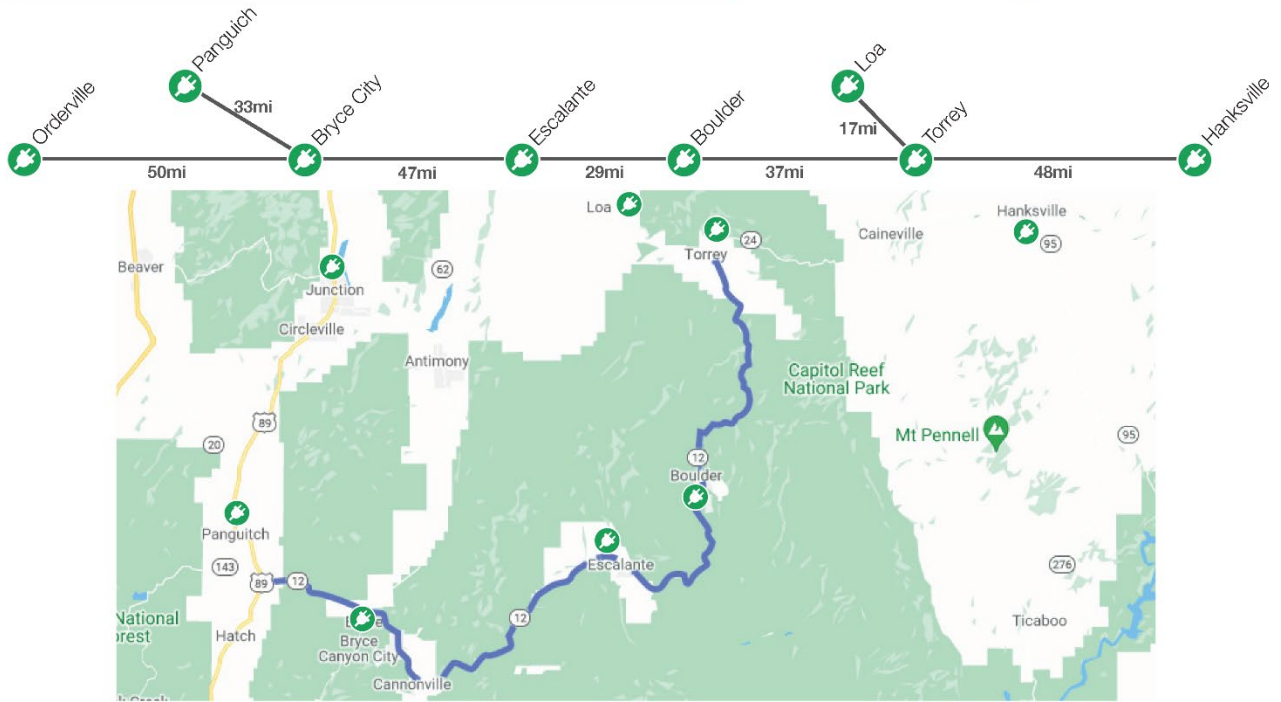 Orderville
Panguich
Bryce City
Escalante
Boulder
Loa
Torrey
Hanksville
33mi
17mi
50mi
47mi
29mi
37mi
48mi
Loa
Hanksville
95
Torrey
24
Caineville
Beaver
62
Junction
Circleville
Antimony
Capitol Reef
National Park
89
20
Mt Pennell
95
12
Boulder
Panguitch
143
89
12
Escalante
276
12
National
orest
Hatch
Bryce
Canyon City
Ticaboo
Cannonville